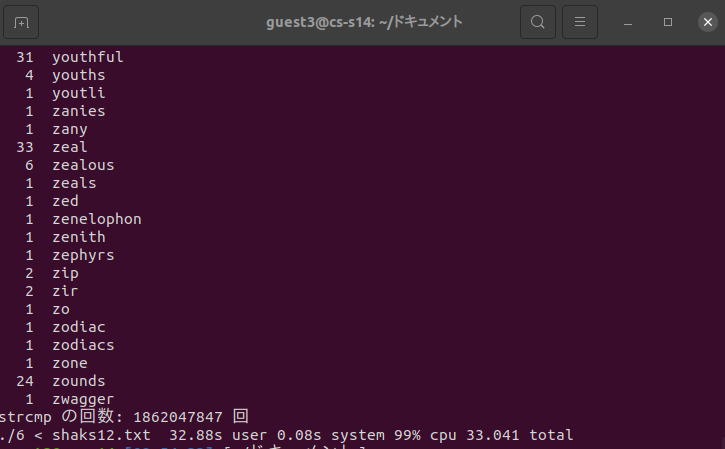 guest3@cs-s14: ~/ドキュメント
31 youthful
4 youths
1 youtli
1 zanies
1 zany
33 zeal
6 zealous
1 zeals
1 zed
1 zenelophon
1 zenith
1 zephyrs
2 zip
2 zir
1 zo
1 zodiac
1 zodiacs
1 zone
24 zounds
1 zwagger
strcmp の回数: 1862047847 回
./6 < shaks12.txt 32.88s user 0.08s system 99% cpu 33.041 total